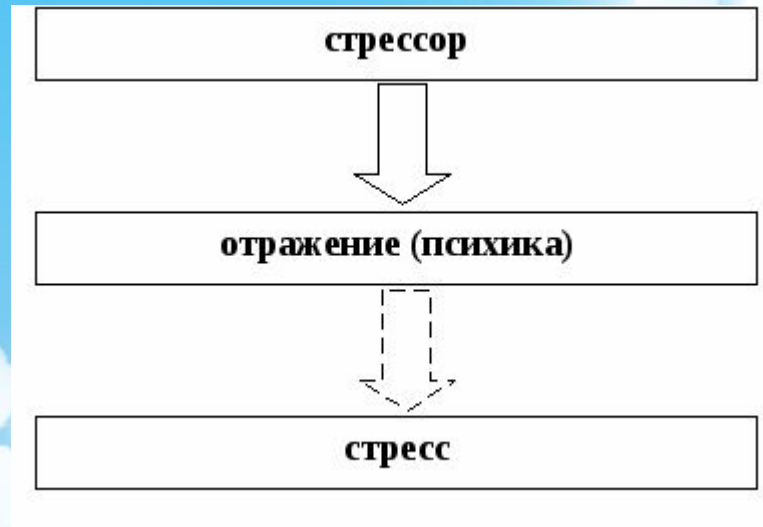 стрессор
отражение (психика)
стресс